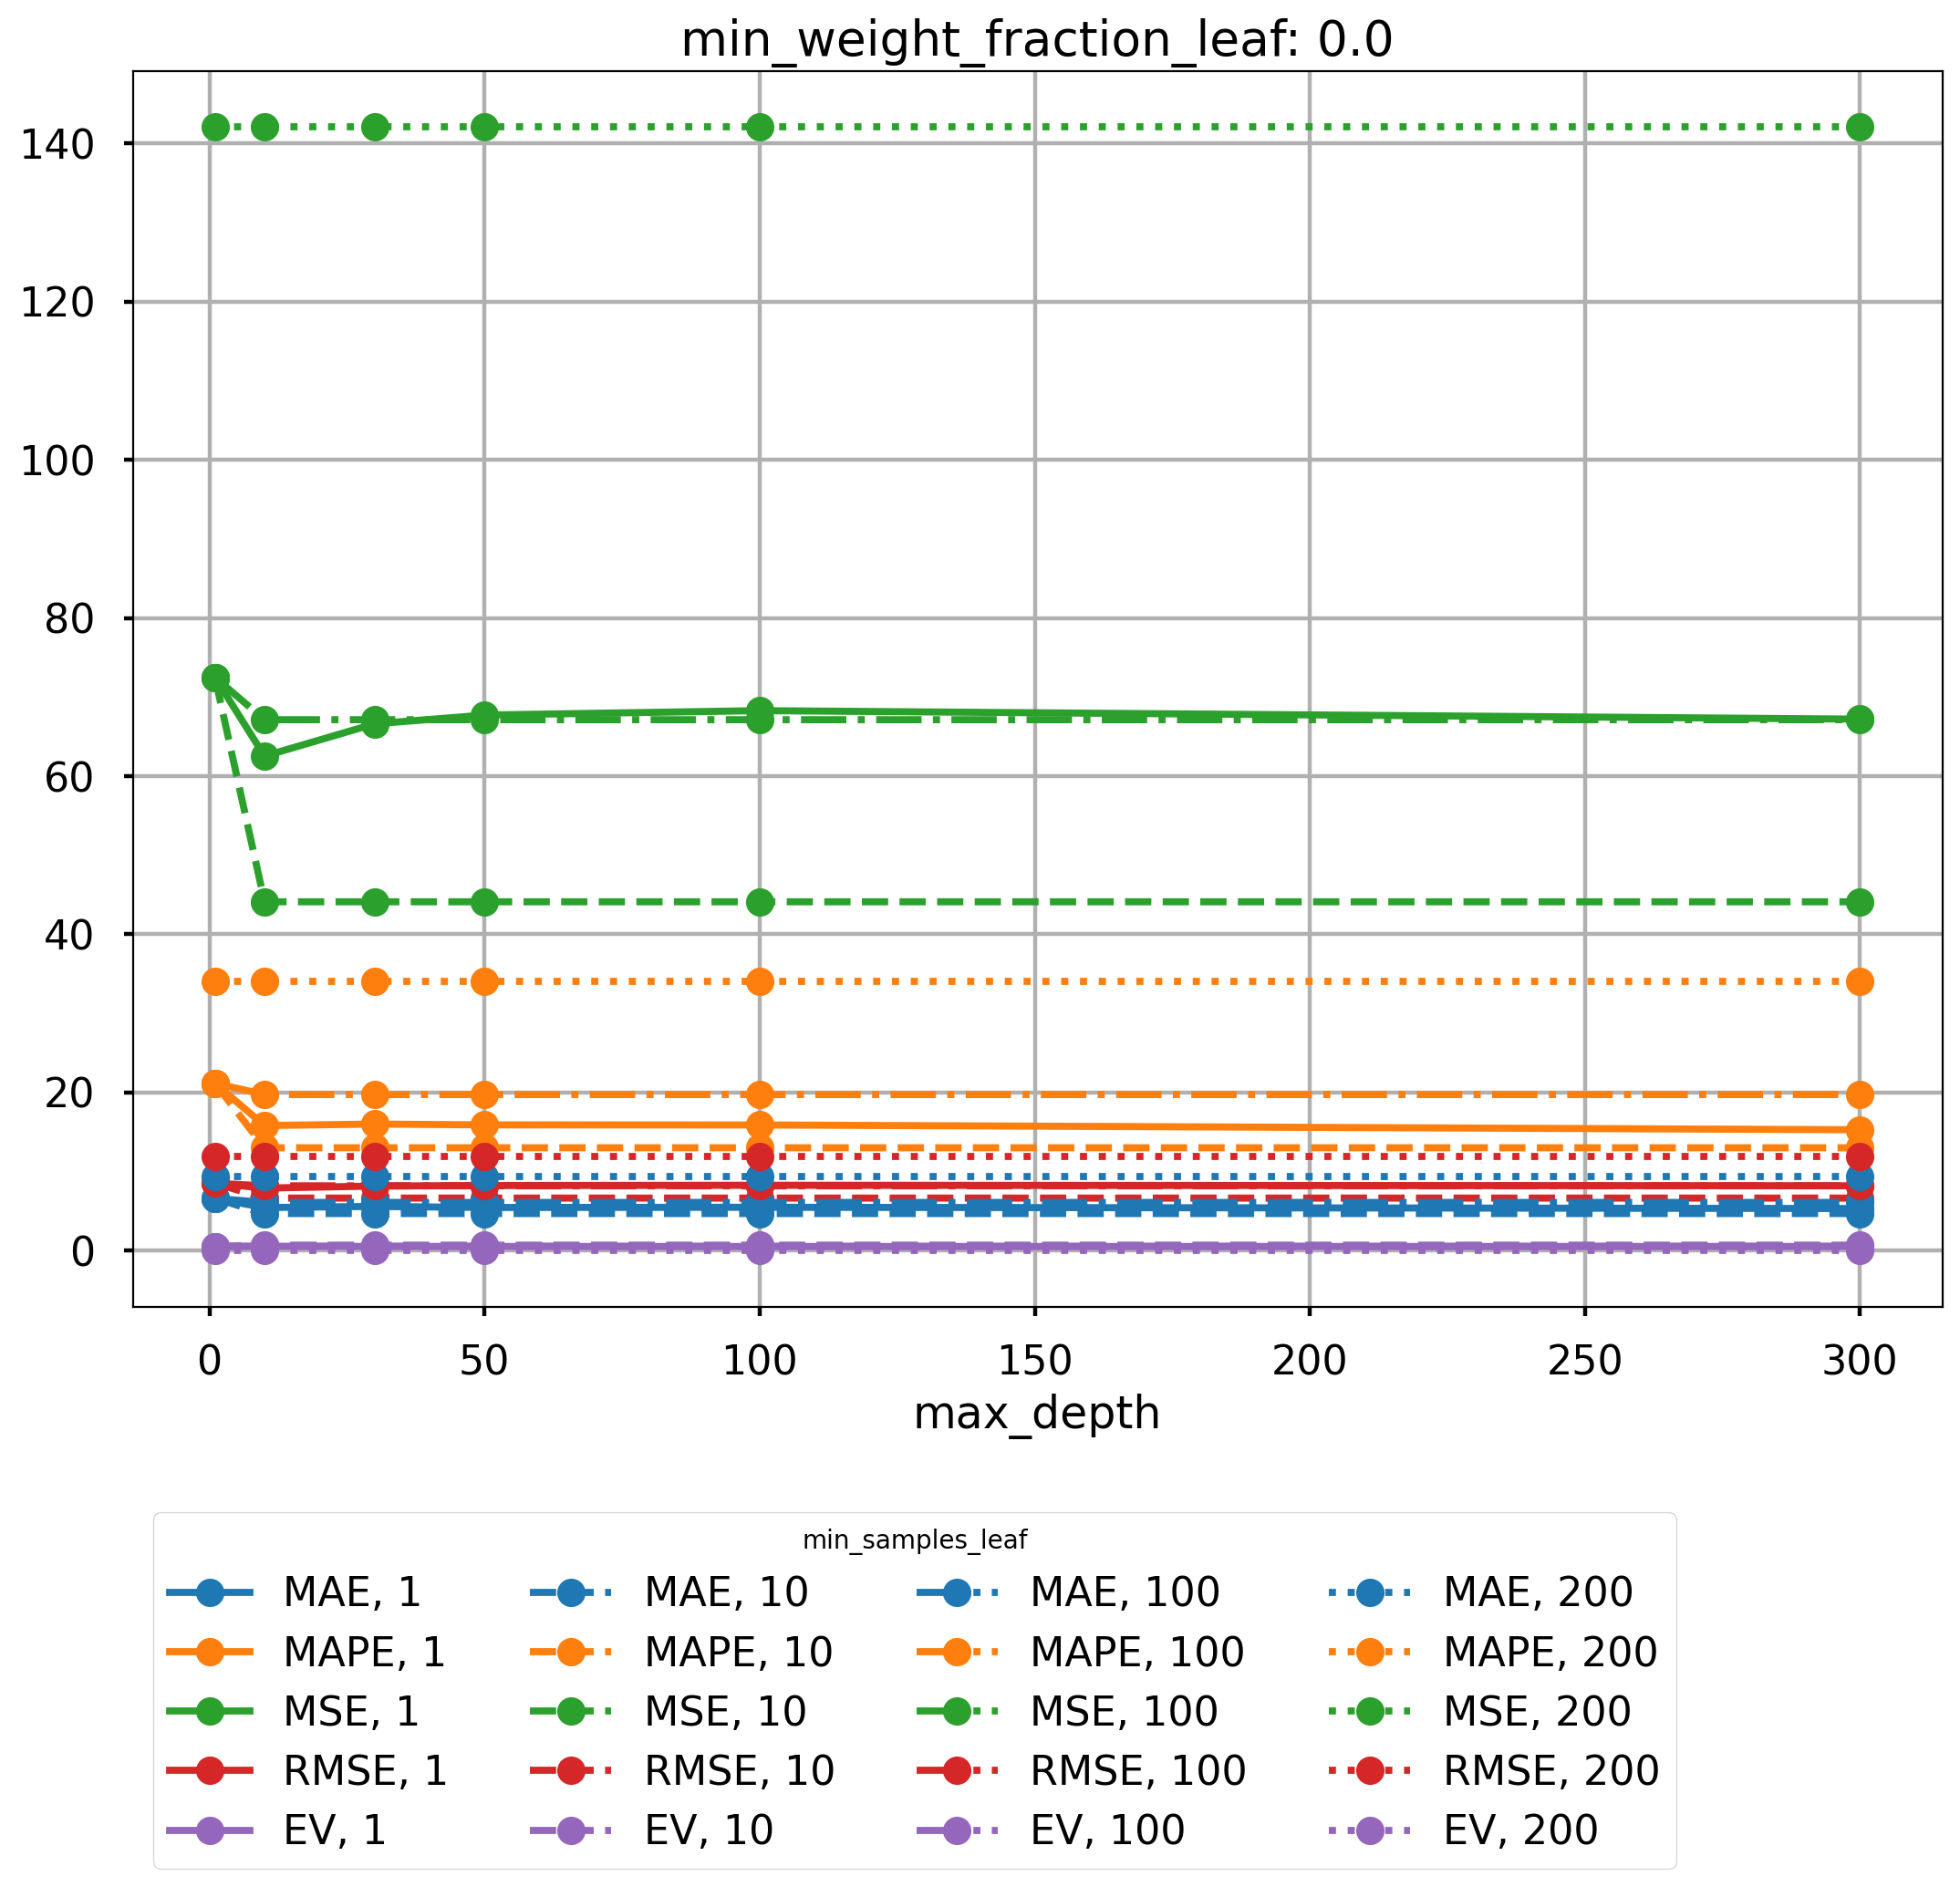 min_weight_fraction_leaf: 0.0
140
120
100
80
60
40
20
0
0 50 100 150 200 250 300
max_depth
min_samples_leaf
MAE, 1 MAE, 10 MAE, 100 MAE, 200
MAPE, 1 MAPE, 10 MAPE, 100 MAPE, 200
MSE, 1 MSE, 10 MSE, 100 MSE, 200
RMSE, 1 RMSE, 10 RMSE, 100 RMSE, 200
EV, 1 EV, 10 EV, 100 EV, 200